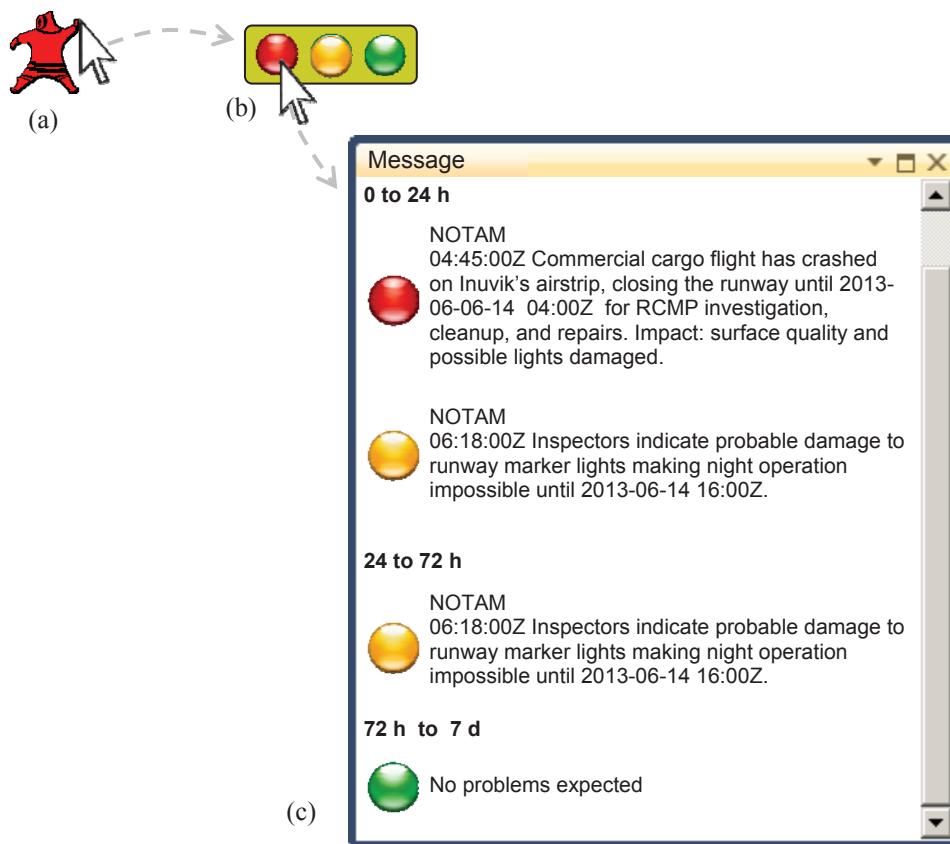 (a)
(b)
Message
0 to 24 h
NOTAM
04:45:00Z Commercial cargo flight has crashed
on Inuvik's airstrip, closing the runway until 2013-
06-06-14  04:00Z  for RCMP investigation,
cleanup, and repairs. Impact: surface quality and
possible lights damaged.
NOTAM
06:18:00Z Inspectors indicate probable damage to
runway marker lights making night operation
impossible until 2013-06-14 16:00Z.
24 to 72 h
NOTAM
06:18:00Z Inspectors indicate probable damage to
runway marker lights making night operation
impossible until 2013-06-14 16:00Z.
72 h  to  7 d
No problems expected
(c)